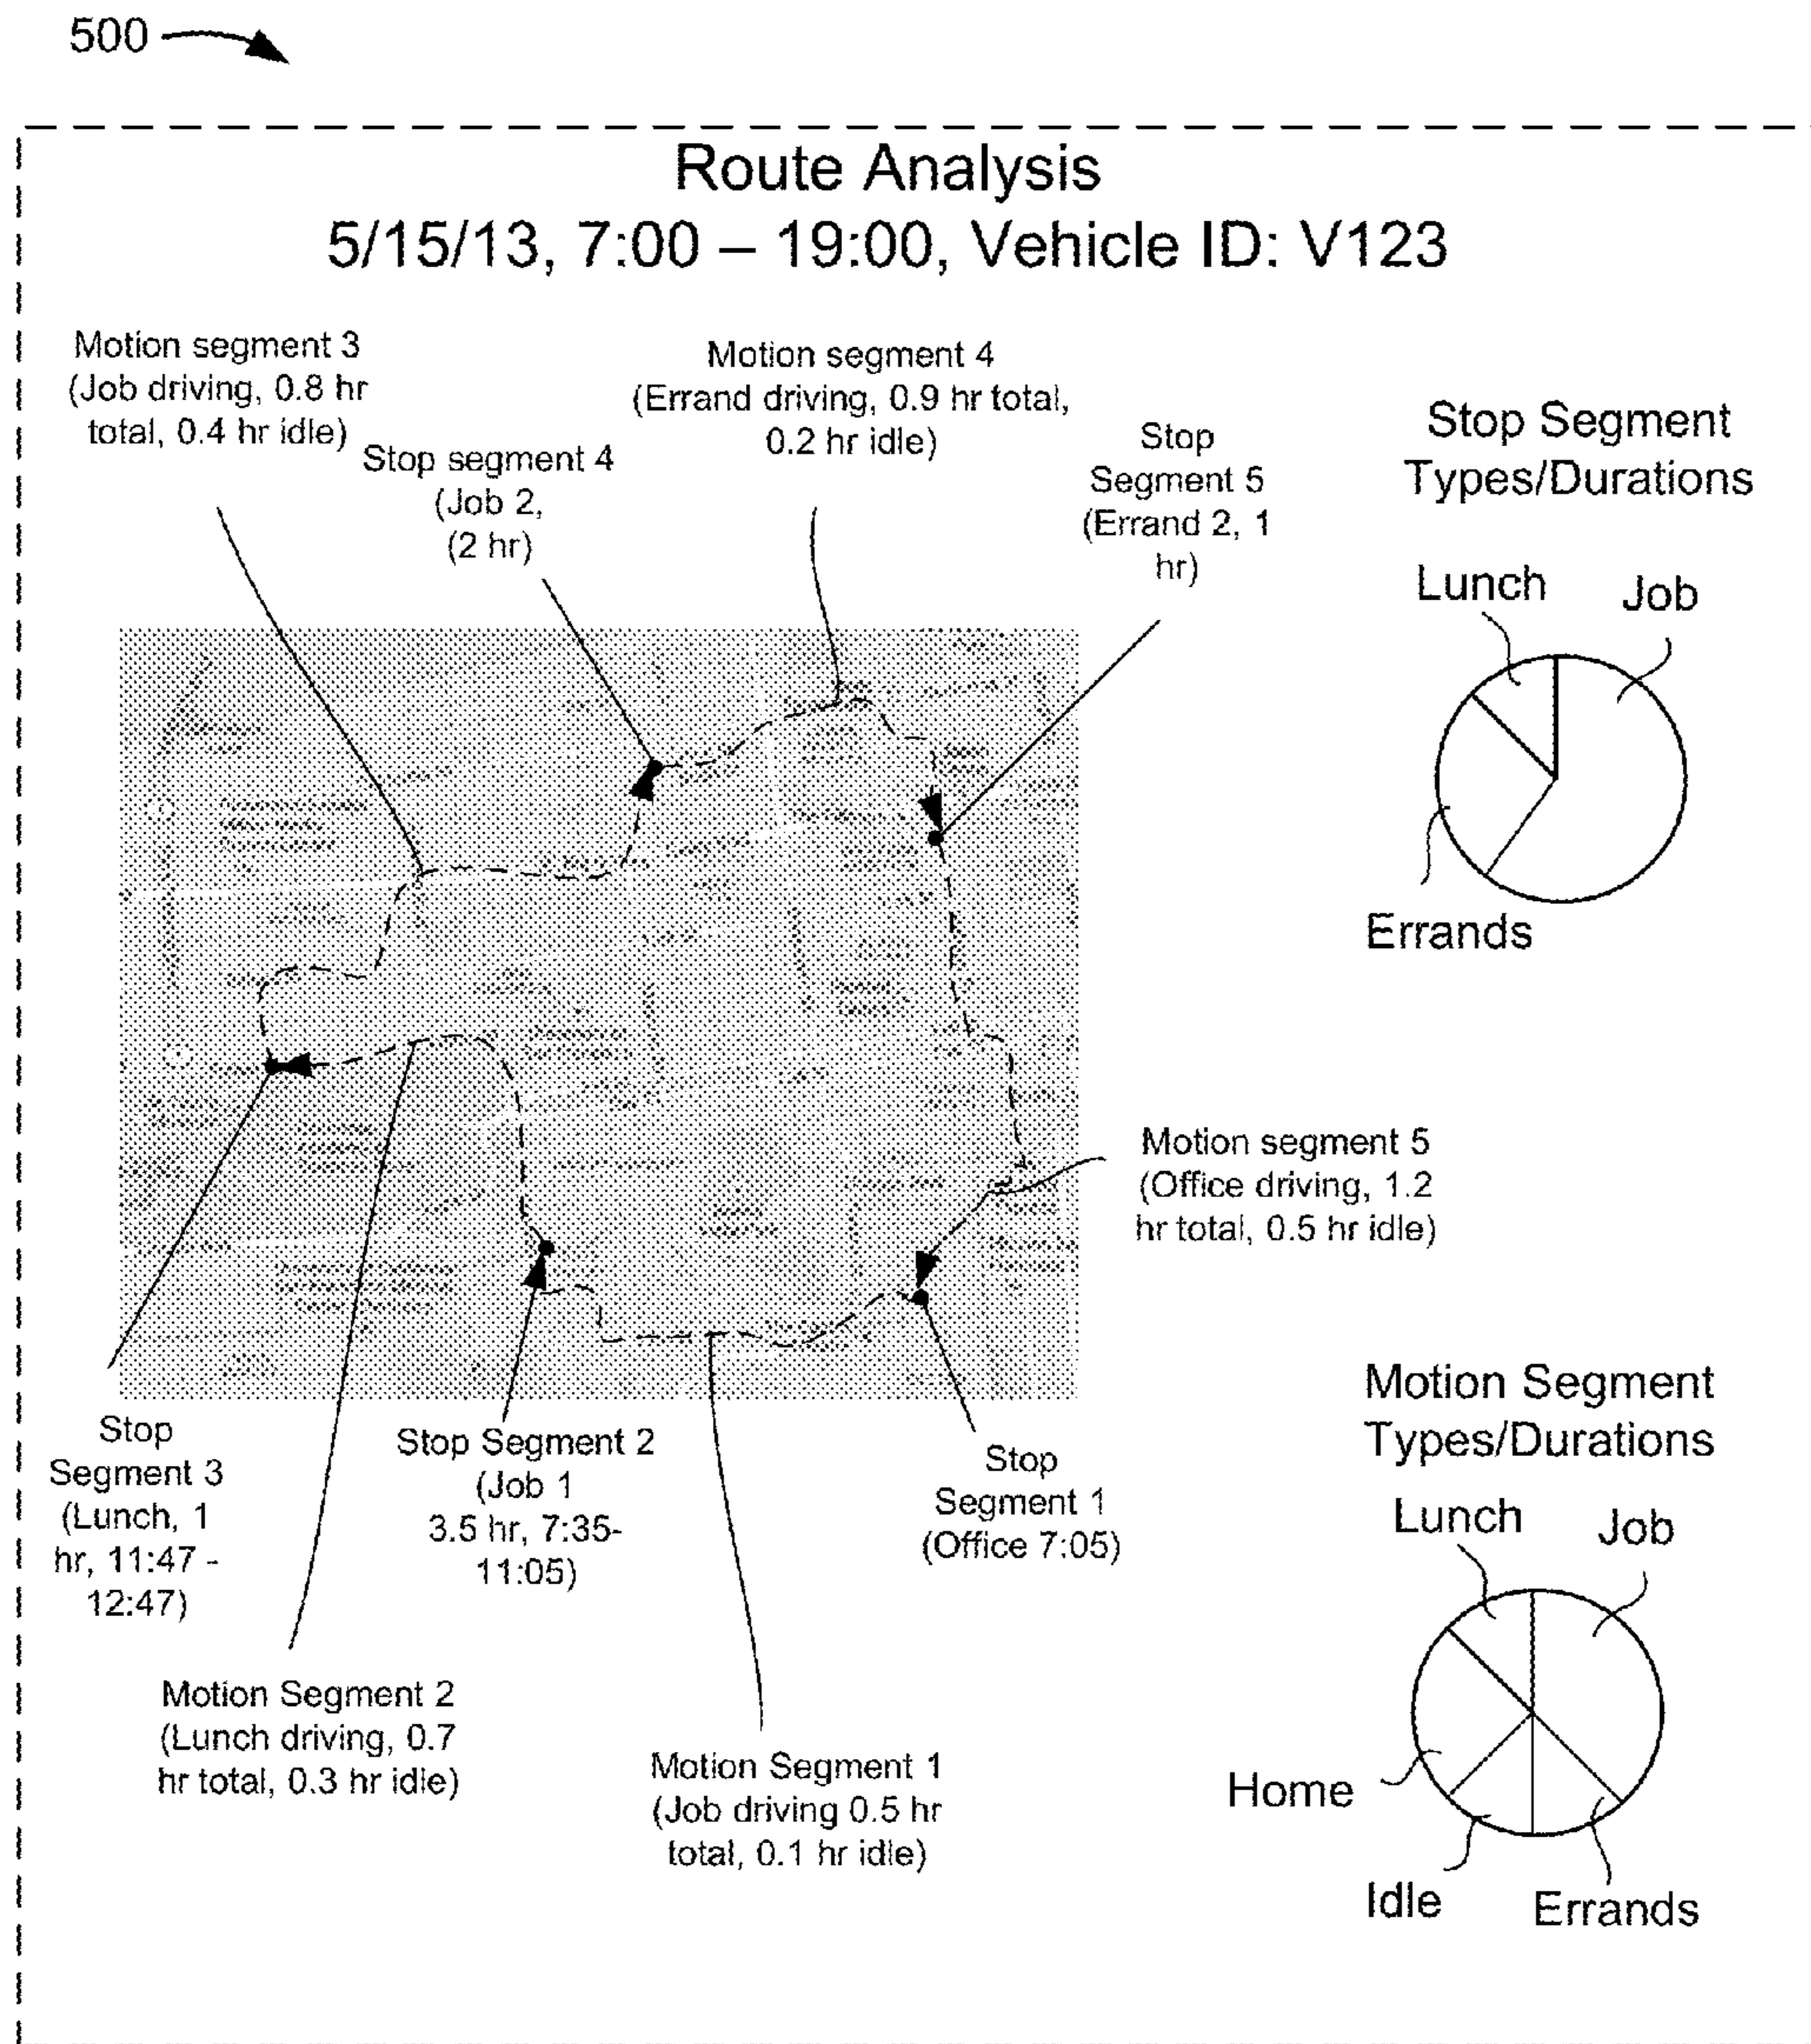 500
Route Analysis
5/15/13, 7:00 – 19:00, Vehicle ID: V123
Motion segment 3
(Job driving, 0.8 hr
total, 0.4 hr idle)
Stop segment 4
(Job 2,
(2 hr)
Motion segment 4
(Errand driving, 0.9 hr total,
0.2 hr idle)
Stop
Segment 5
(Errand 2, 1
hr)
Stop Segment
Types/Durations
Lunch
Job
Errands
Motion segment 5
(Office driving, 1.2
hr total, 0.5 hr idle)
Stop
Segment 3
(Lunch, 1
hr, 11:47 -
12:47)
Stop Segment 2
(Job 1
3.5 hr, 7:35-
11:05)
Stop
Segment 1
(Office 7:05)
Motion Segment 2
(Lunch driving, 0.7
hr total, 0.3 hr idle)
Motion Segment 1
(Job driving 0.5 hr
total, 0.1 hr idle)
Motion Segment
Types/Durations
Lunch
Job
Home
Idle
Errands